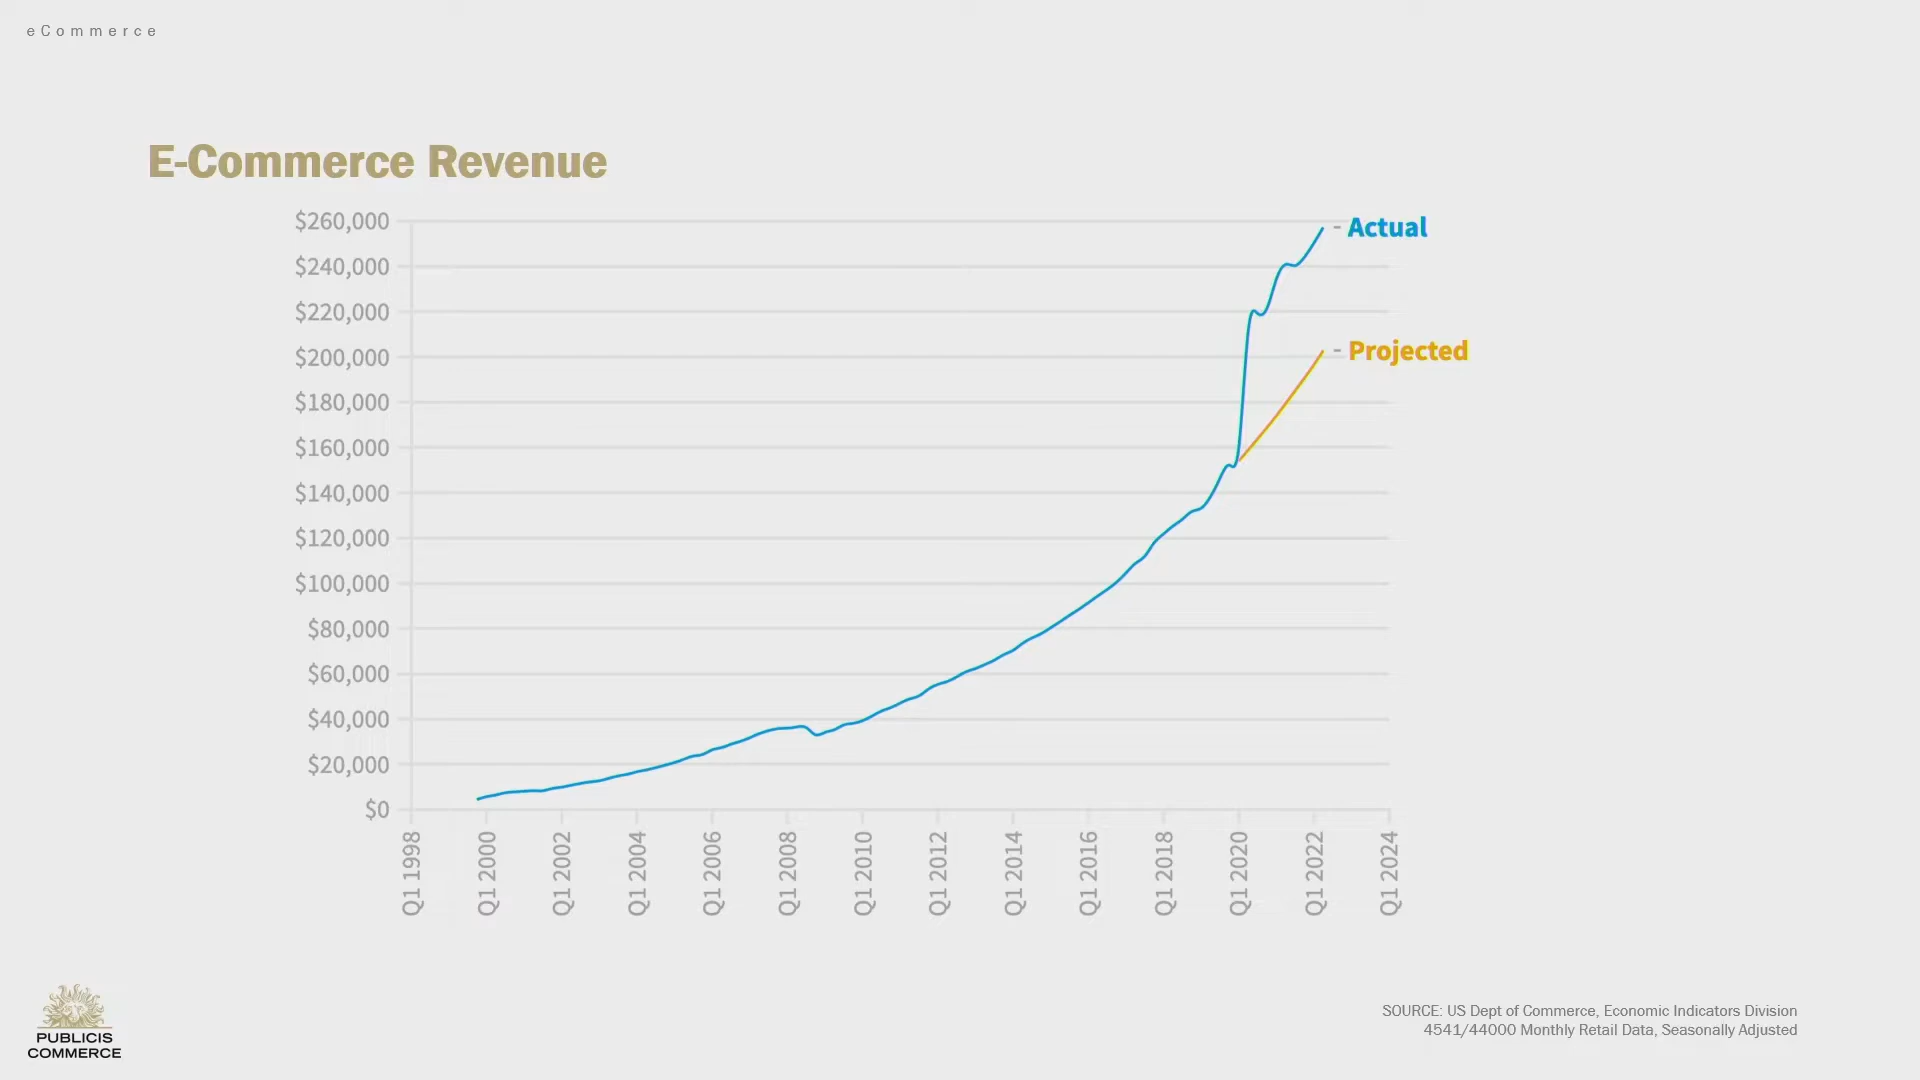 eCommerce
E-Commerce Revenue
$260,000
$240,000
$220,000
$200,000
$180,000
$160,000
$140,000
$120,000
$100,000
$80,000
$60,000
$40,000
$20,000
$0
Actual
Projected
Q1 1998
Q1 2000
Q1 2002
Q1 2004
Q1 2006
Q1 2008
Q1 2010
Q1 2012
Q1 2014
Q1 2016
Q1 2018
Q1 2020
Q1 2022
Q1 2024
PUBLICIS
COMMERCE
SOURCE: US Dept of Commerce, Economic Indicators Division
4541/44000 Monthly Retail Data, Seasonally Adjusted